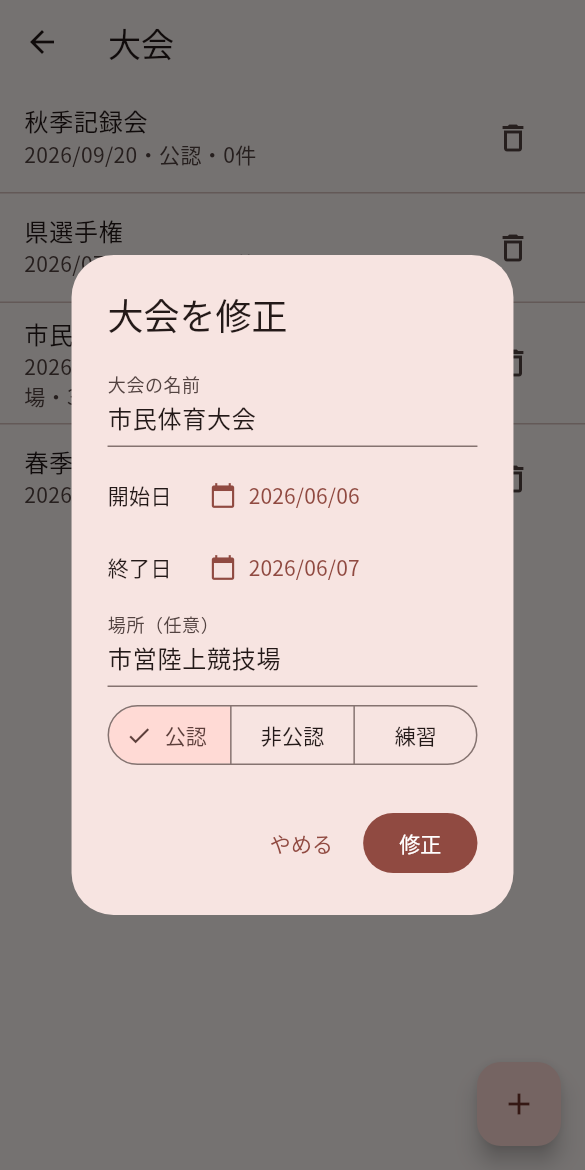 大会
秋季記録会
2026/09/20・公認・0件
県選手権
2026/0
市民
2026
場・3
春季
2026
大会を修正
大会の名前
市民体育大会
開始日 2026/06/06
終了日 2026/06/07
場所（任意）
市営陸上競技場
公認 非公認 練習
やめる 修正